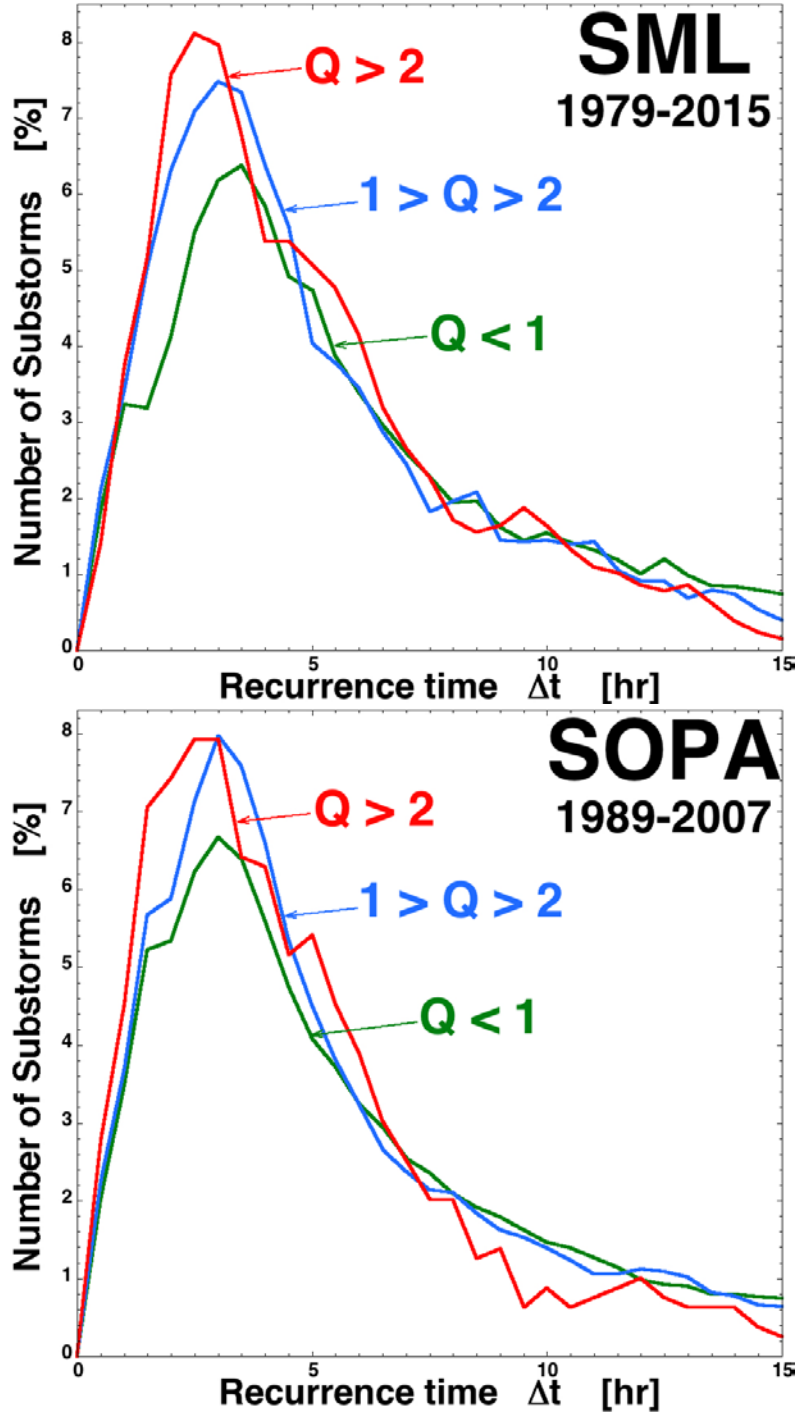 SML
1979-2015
Q > 2
1 > Q > 2
Q < 1
Number of Substorms [%]
8
7
6
5
4
3
2
1
0
0 5 10 15
Recurrence time Δt [hr]
SOPA
1989-2007
Q > 2
1 > Q > 2
Q < 1
Number of Substorms [%]
8
7
6
5
4
3
2
1
0
0 5 10 15
Recurrence time Δt [hr]